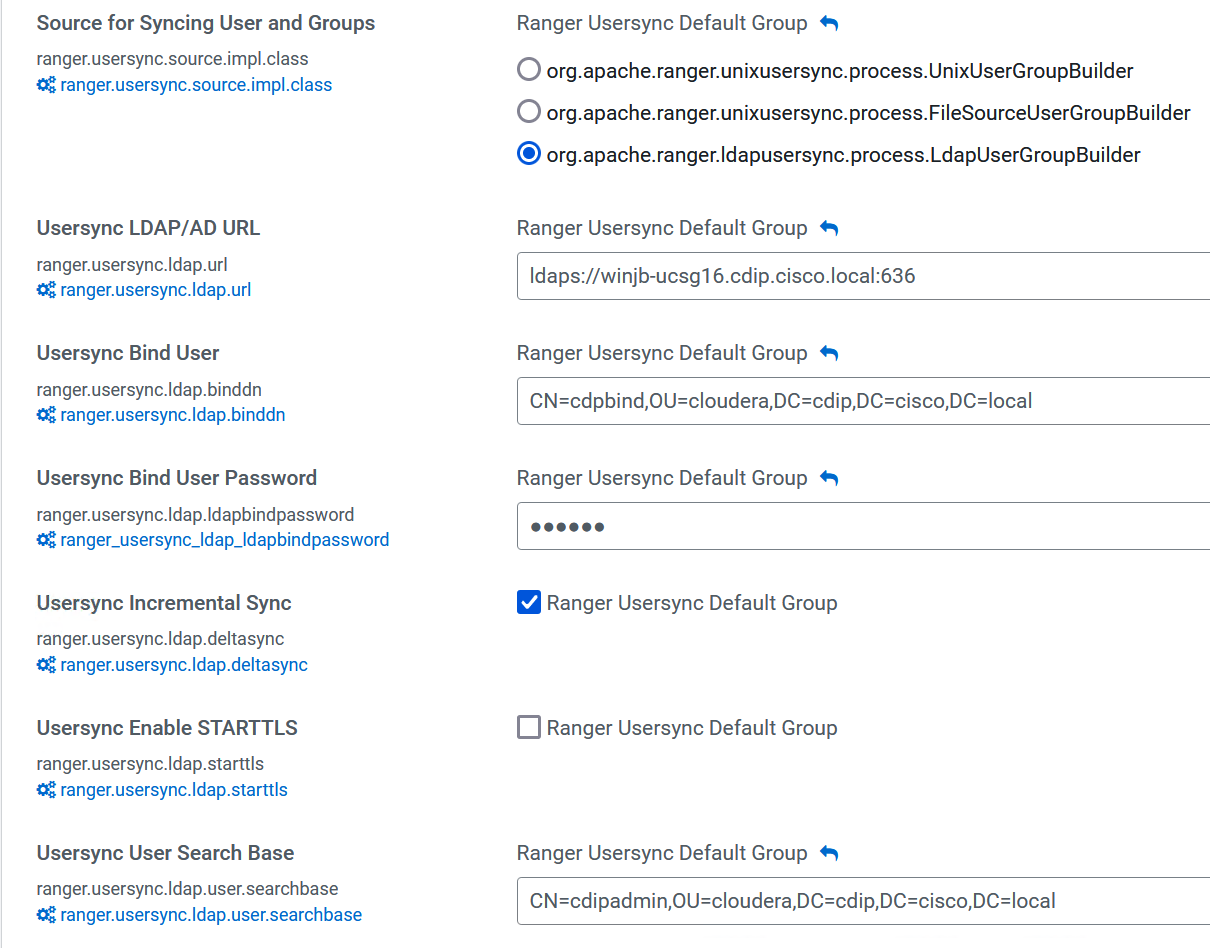 Source for Syncing User and Groups
ranger.usersync.source.impl.class
ranger.usersync.source.impl.class
Ranger Usersync Default Group
org.apache.ranger.unixusersync.process.UnixUserGroupBuilder
org.apache.ranger.unixusersync.process.FileSourceUserGroupBuilder
org.apache.ranger.ldapusersync.process.LdapUserGroupBuilder
Usersync LDAP/AD URL
ranger.usersync.ldap.url
ranger.usersync.ldap.url
Ranger Usersync Default Group
ldaps://winjb-ucsg16.cdip.cisco.local:636
Usersync Bind User
ranger.usersync.ldap.binddn
ranger.usersync.ldap.binddn
Ranger Usersync Default Group
CN=cdpbind,OU=cloudera,DC=cdip,DC=cisco,DC=local
Usersync Bind User Password
ranger.usersync.ldap.ldapbindpassword
ranger_usersync_ldap_ldapbindpassword
Ranger Usersync Default Group
●●●●●●
Usersync Incremental Sync
ranger.usersync.ldap.deltasync
ranger.usersync.ldap.deltasync
Ranger Usersync Default Group
Usersync Enable STARTTLS
ranger.usersync.ldap.starttls
ranger.usersync.ldap.starttls
Ranger Usersync Default Group
Usersync User Search Base
ranger.usersync.ldap.user.searchbase
ranger.usersync.ldap.user.searchbase
Ranger Usersync Default Group
CN=cdipadmin,OU=cloudera,DC=cdip,DC=cisco,DC=local